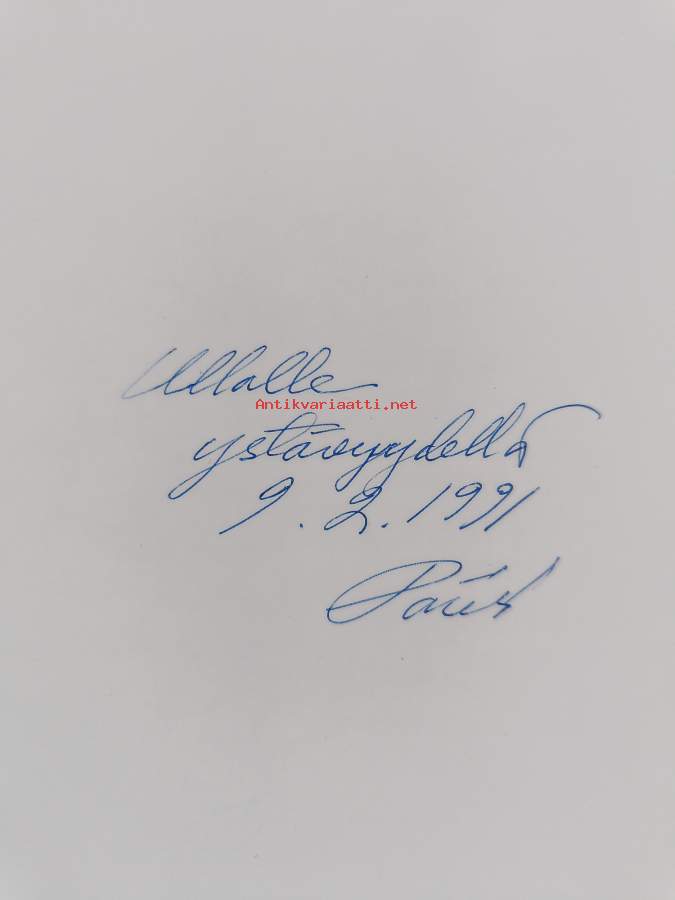 Ullalle
Antikvariaatti.net
ystävyydellä
9.2.1991